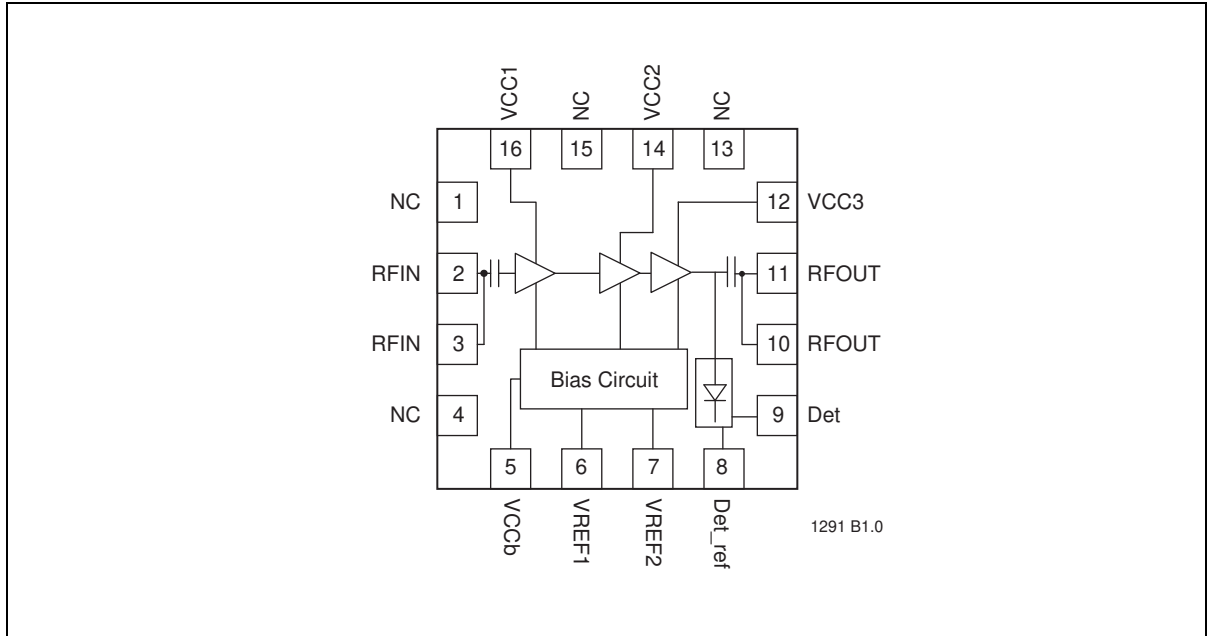 VCC1
NC
VCC2
NC
16
15
14
13
NC 1
12 VCC3
RFIN 2
11 RFOUT
RFIN 3
10 RFOUT
Bias Circuit
NC 4
9 Det
5
6
7
8
VCCb
VREF1
VREF2
Det_ref
1291 B1.0